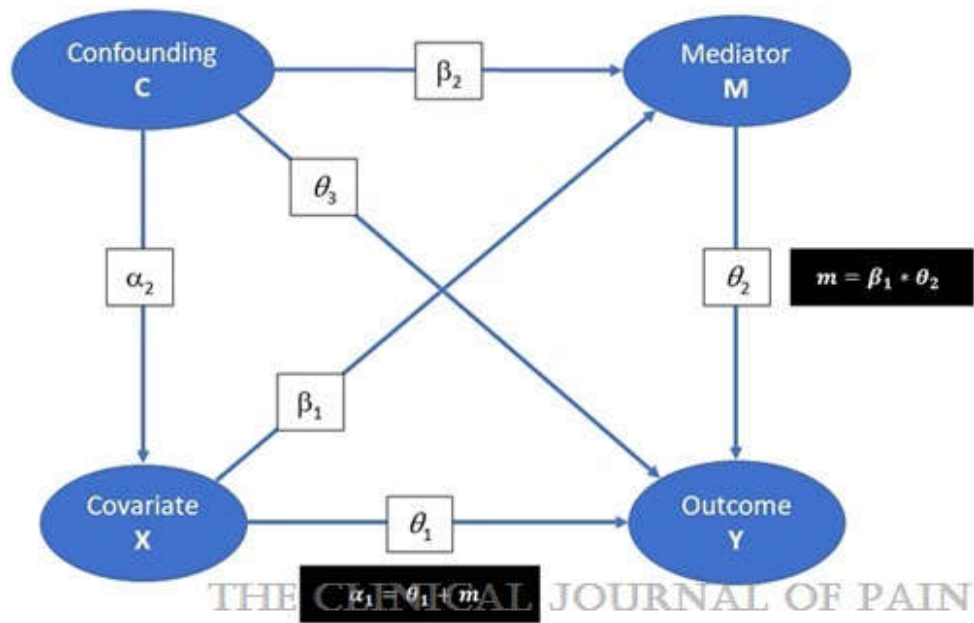 Confounding
C
β₂
Mediator
M
θ₃
α₂
θ₂
m = β₁ * θ₂
β₁
Covariate
X
θ₁
Outcome
Y
α₁ = θ₁ + m
THE CLINICAL JOURNAL OF PAIN